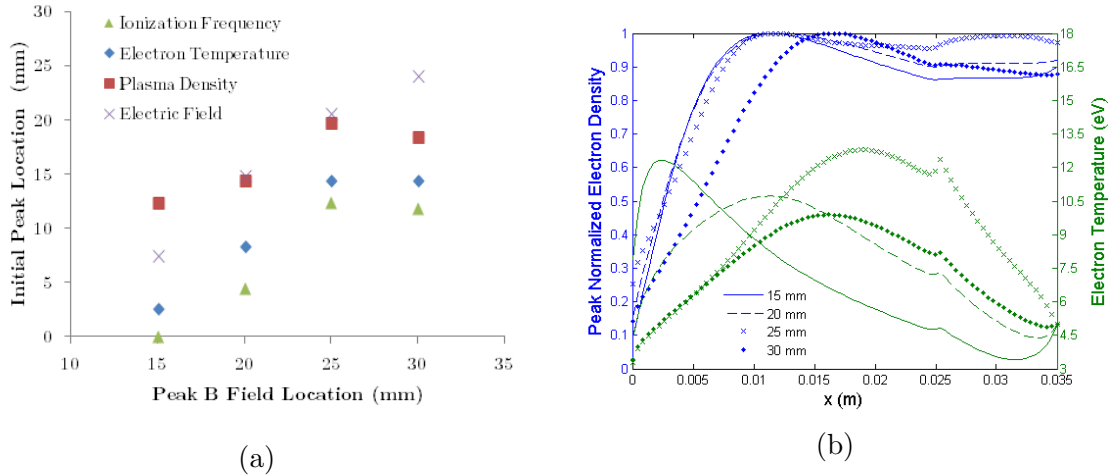 Ionization Frequency
Electron Temperature
Plasma Density
Electric Field
Initial Peak Location (mm)
30
25
20
15
10
5
0
10 15 20 25 30 35
Peak B Field Location (mm)
(a)
Peak Normalized Electron Density
1
0.9
0.8
0.7
0.6
0.5
0.4
0.3
0.2
0.1
0
15 mm
20 mm
25 mm
30 mm
0 0.005 0.01 0.015 0.02 0.025 0.03 0.035
x (m)
18
16.5
15
13.5
12
10.5
9
7.5
6
4.5
3
Electron Temperature (eV)
(b)